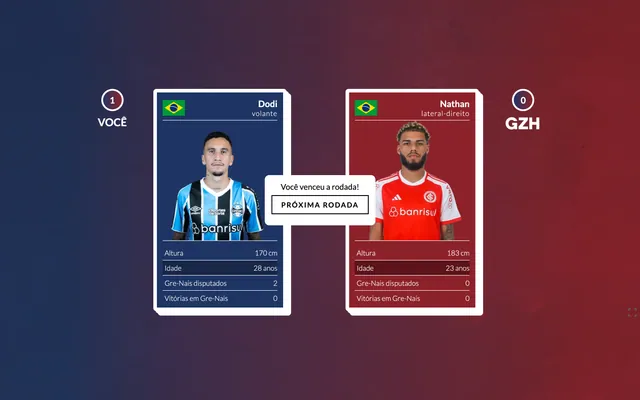 1
VOCÊ
Dodi
volante
banrisul
Altura 170 cm
Idade 28 anos
Gre-Nais disputados 2
Vitórias em Gre-Nais 0
Você venceu a rodada!
PRÓXIMA RODADA
Nathan
lateral-direito
banrisul
Altura 183 cm
Idade 23 anos
Gre-Nais disputados 0
Vitórias em Gre-Nais 0
0
GZH